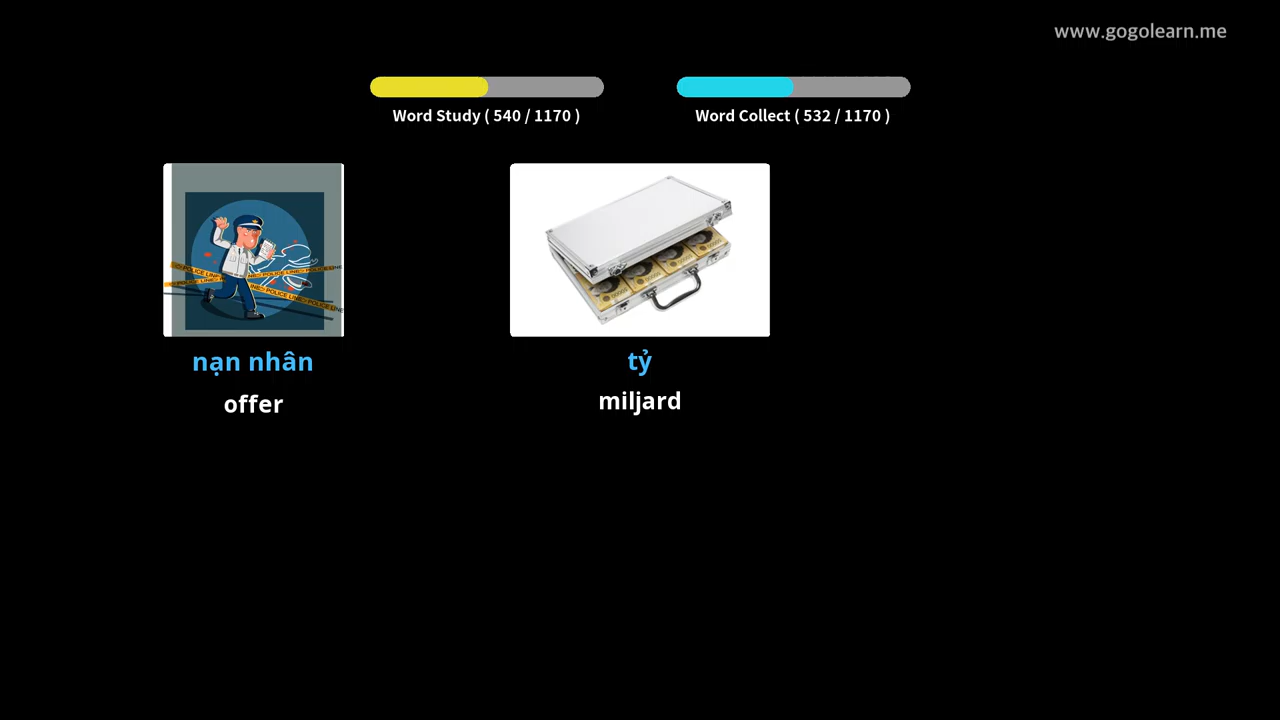 www.gogolearn.me
Word Study ( 540 / 1170 )
Word Collect ( 532 / 1170 )
nạn nhân
offer
tỷ
miljard